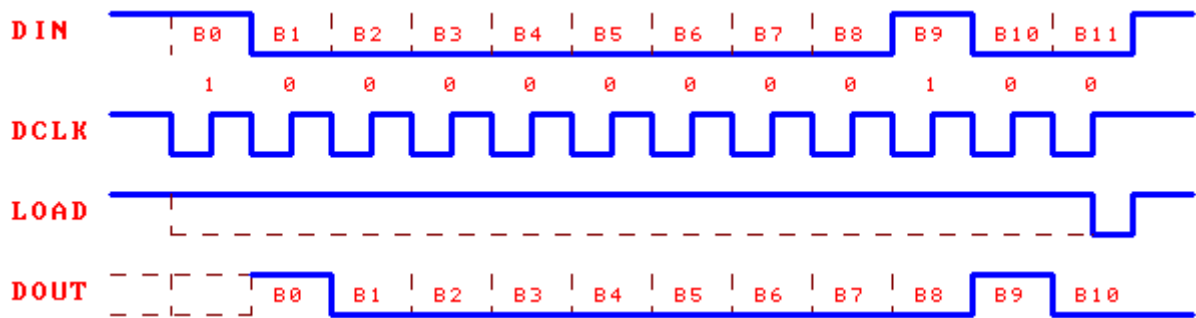 DIN B0 B1 B2 B3 B4 B5 B6 B7 B8 B9 B10 B11
1 0 0 0 0 0 0 0 0 1 0 0
DCLK
LOAD
DOUT B0 B1 B2 B3 B4 B5 B6 B7 B8 B9 B10